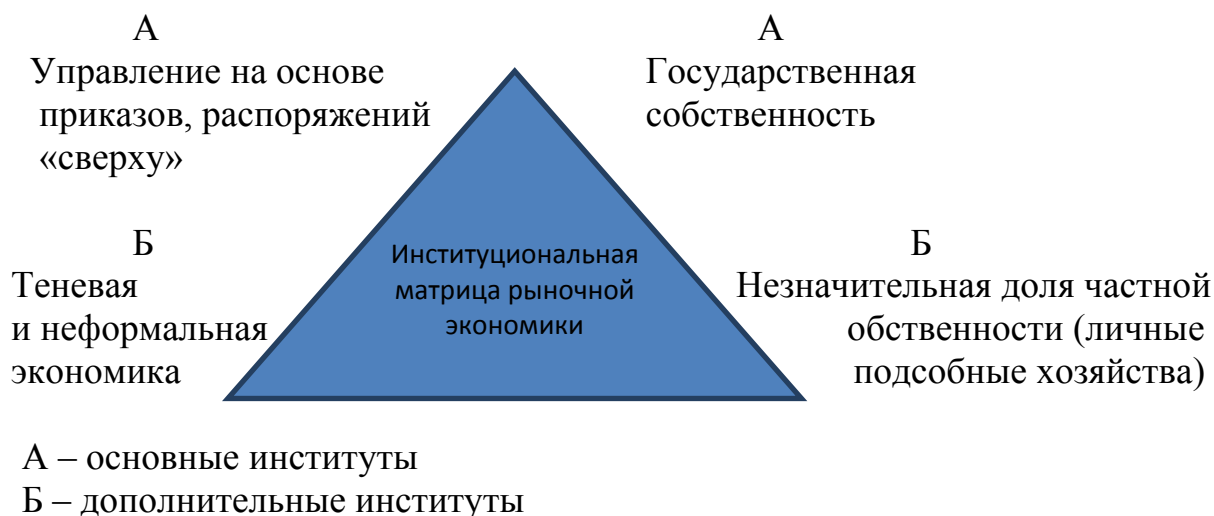 А
Управление на основе
приказов, распоряжений
«сверху»
А
Государственная
собственность
Б
Теневая
и неформальная
экономика
Институциональная
матрица рыночной
экономики
Б
Незначительная доля частной
обственности (личные
подсобные хозяйства)
А – основные институты
Б – дополнительные институты